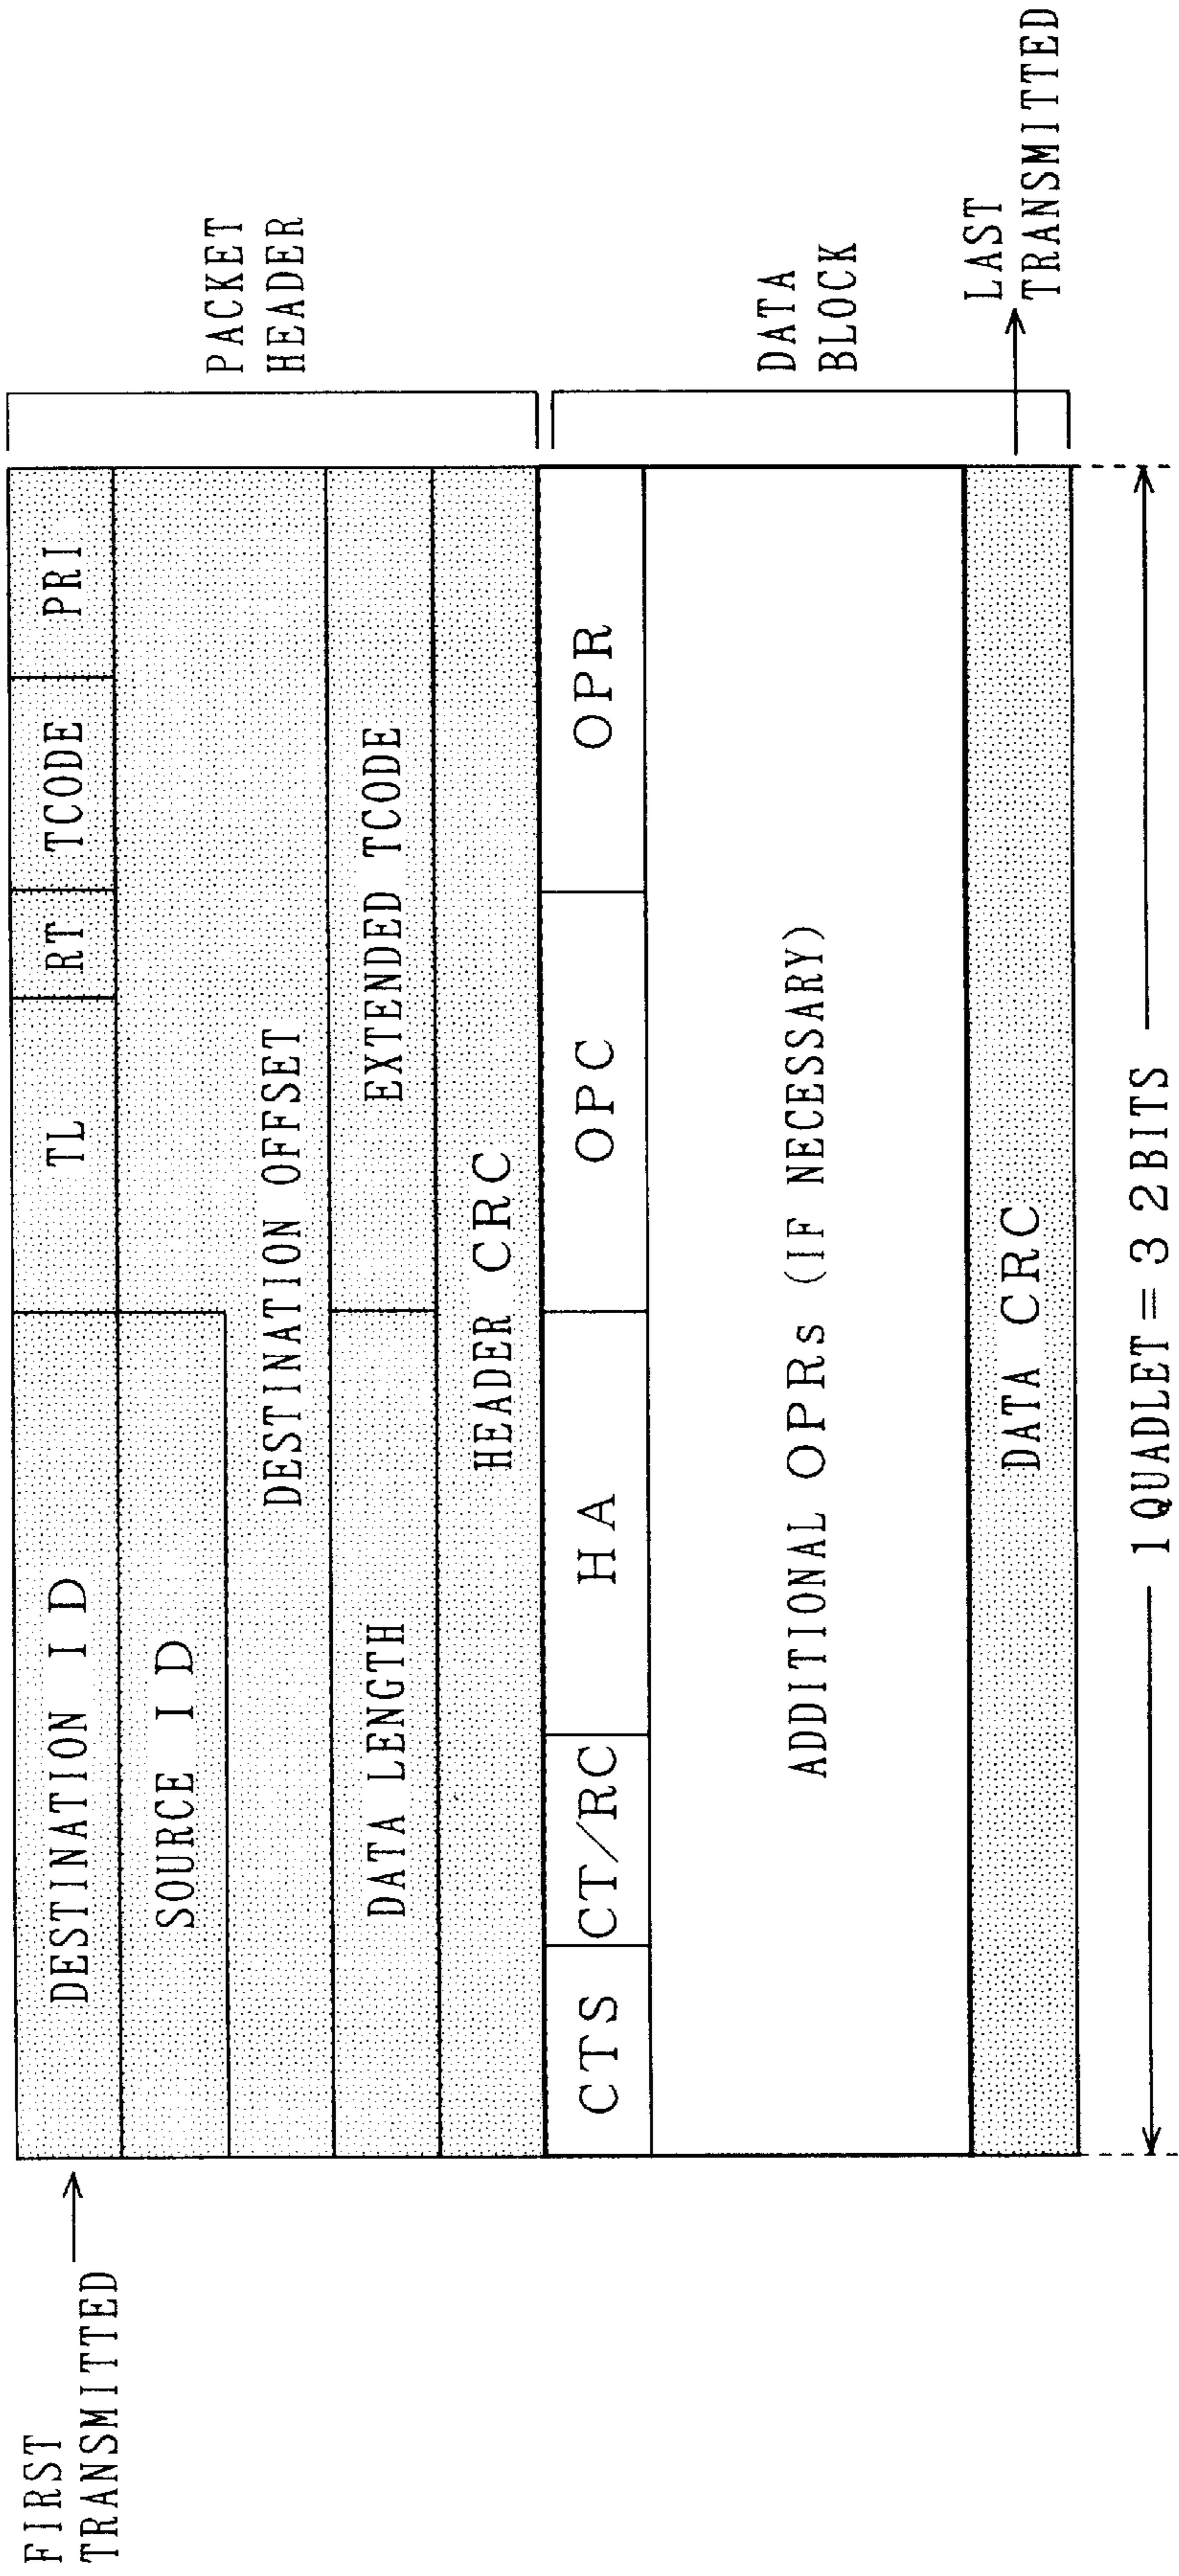 FIRST
TRANSMITTED
DESTINATION ID
TL
RT
TCODE
PRI
SOURCE ID
DESTINATION OFFSET
DATA LENGTH
EXTENDED TCODE
HEADER CRC
PACKET
HEADER
CTS
CT/RC
HA
OPC
OPR
ADDITIONAL OPRs (IF NECESSARY)
DATA CRC
DATA
BLOCK
LAST
TRANSMITTED
1 QUADLET = 32BITS